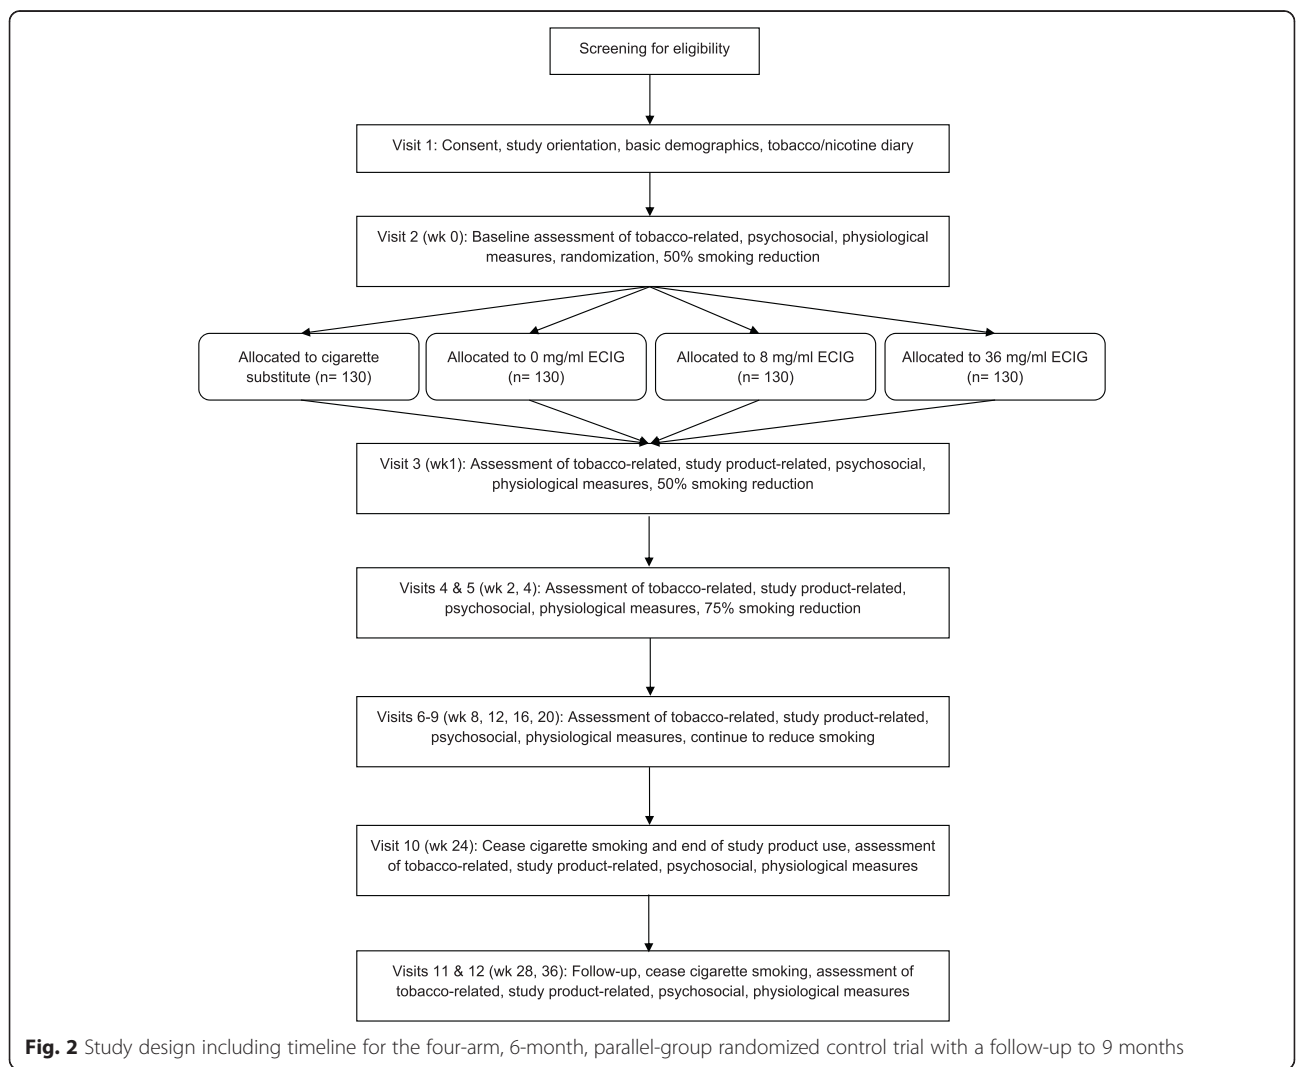 Screening for eligibility
Visit 1: Consent, study orientation, basic demographics, tobacco/nicotine diary
Visit 2 (wk 0): Baseline assessment of tobacco-related, psychosocial, physiological
measures, randomization, 50% smoking reduction
Allocated to cigarette
substitute (n= 130)
Allocated to 0 mg/ml ECIG
(n= 130)
Allocated to 8 mg/ml ECIG
(n= 130)
Allocated to 36 mg/ml ECIG
(n= 130)
Visit 3 (wk1): Assessment of tobacco-related, study product-related, psychosocial,
physiological measures, 50% smoking reduction
Visits 4 & 5 (wk 2, 4): Assessment of tobacco-related, study product-related,
psychosocial, physiological measures, 75% smoking reduction
Visits 6-9 (wk 8, 12, 16, 20): Assessment of tobacco-related, study product-related,
psychosocial, physiological measures, continue to reduce smoking
Visit 10 (wk 24): Cease cigarette smoking and end of study product use, assessment
of tobacco-related, study product-related, psychosocial, physiological measures
Visits 11 & 12 (wk 28, 36): Follow-up, cease cigarette smoking, assessment of
tobacco-related, study product-related, psychosocial, physiological measures
Fig. 2 Study design including timeline for the four-arm, 6-month, parallel-group randomized control trial with a follow-up to 9 months